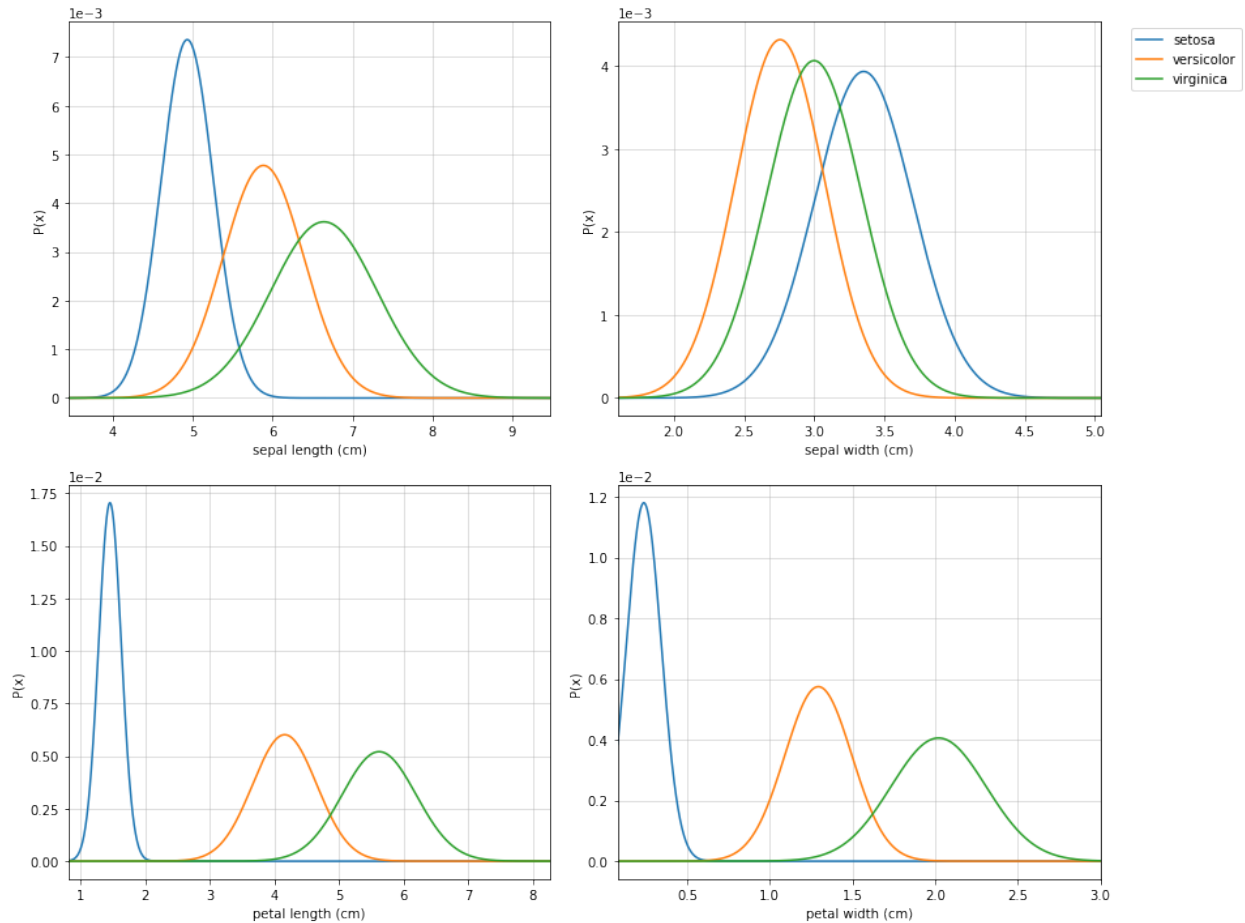 1e−3
7
6
5
4
3
2
1
0
P(x)
4 5 6 7 8 9
sepal length (cm)
1e−3
4
3
2
1
0
P(x)
2.0 2.5 3.0 3.5 4.0 4.5 5.0
sepal width (cm)
setosa
versicolor
virginica
1e−2
1.75
1.50
1.25
1.00
0.75
0.50
0.25
0.00
P(x)
1 2 3 4 5 6 7 8
petal length (cm)
1e−2
1.2
1.0
0.8
0.6
0.4
0.2
0.0
P(x)
0.5 1.0 1.5 2.0 2.5 3.0
petal width (cm)